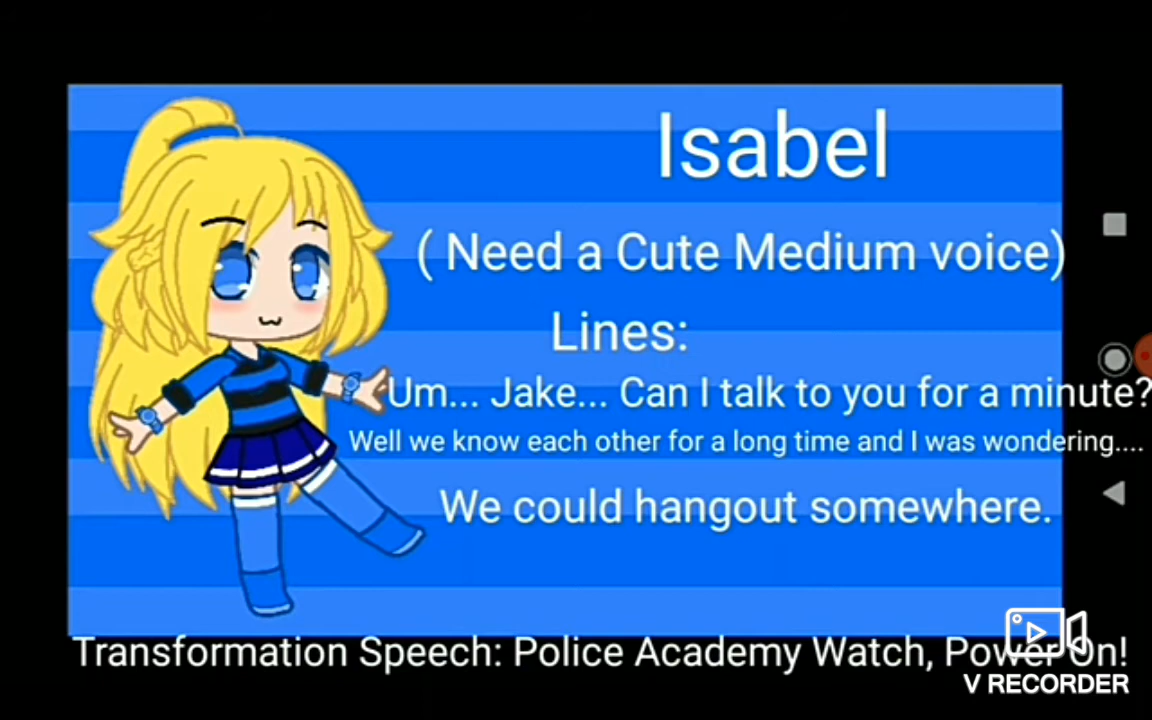 Isabel
( Need a Cute Medium voice)
Lines:
Um... Jake... Can I talk to you for a minute?
Well we know each other for a long time and I was wondering....
We could hangout somewhere.
Transformation Speech: Police Academy Watch, Power On!
V RECORDER